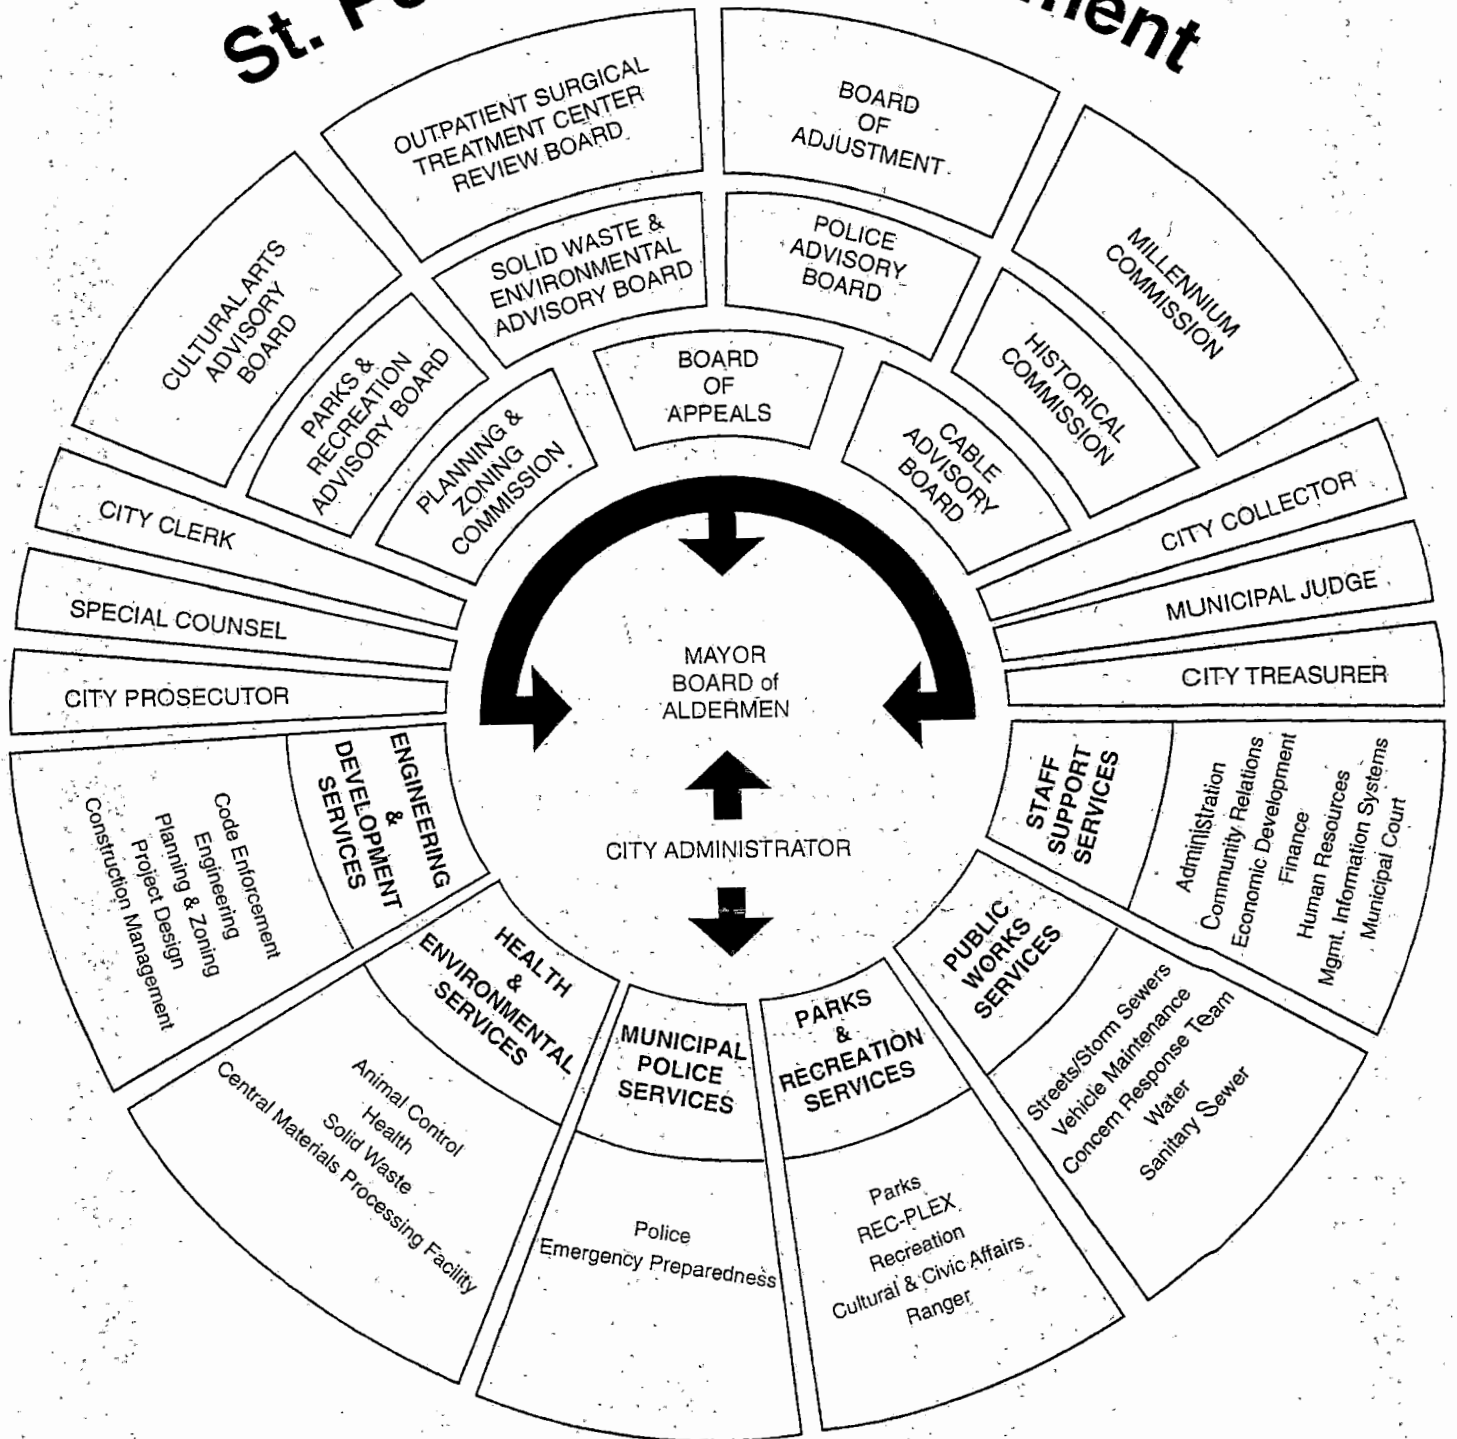 St.
OUTPATIENT SURGICAL
TREATMENT CENTER
REVIEW BOARD
BOARD
OF
ADJUSTMENT
CULTURAL ARTS
ADVISORY
BOARD
SOLID WASTE &
ENVIRONMENTAL
ADVISORY BOARD
POLICE
ADVISORY
BOARD
MILLENNIUM
COMMISSION
PARKS &
RECREATION
ADVISORY BOARD
HISTORICAL
COMMISSION
PLANNING &
ZONING
COMMISSION
BOARD
OF
APPEALS
CABLE
ADVISORY
BOARD
CITY CLERK
SPECIAL COUNSEL
CITY PROSECUTOR
CITY COLLECTOR
MUNICIPAL JUDGE
CITY TREASURER
MAYOR
BOARD of
ALDERMEN
CITY ADMINISTRATOR
ENGINEERING
&
DEVELOPMENT
SERVICES
Code Enforcement
Engineering
Planning & Zoning
Project Design
Construction Management
HEALTH
&
ENVIRONMENTAL
SERVICES
Animal Control
Health
Solid Waste
Central Materials Processing Facility
MUNICIPAL
POLICE
SERVICES
Police
Emergency Preparedness
PARKS
&
RECREATION
SERVICES
Parks
REC-PLEX
Recreation
Cultural & Civic Affairs
Ranger
PUBLIC
WORKS
SERVICES
Streets/Storm Sewers
Vehicle Maintenance
Concern Response Team
Water
Sanitary Sewer
STAFF
SUPPORT
SERVICES
Administration
Community Relations
Economic Development
Finance
Human Resources
Mgmt. Information Systems
Municipal Court